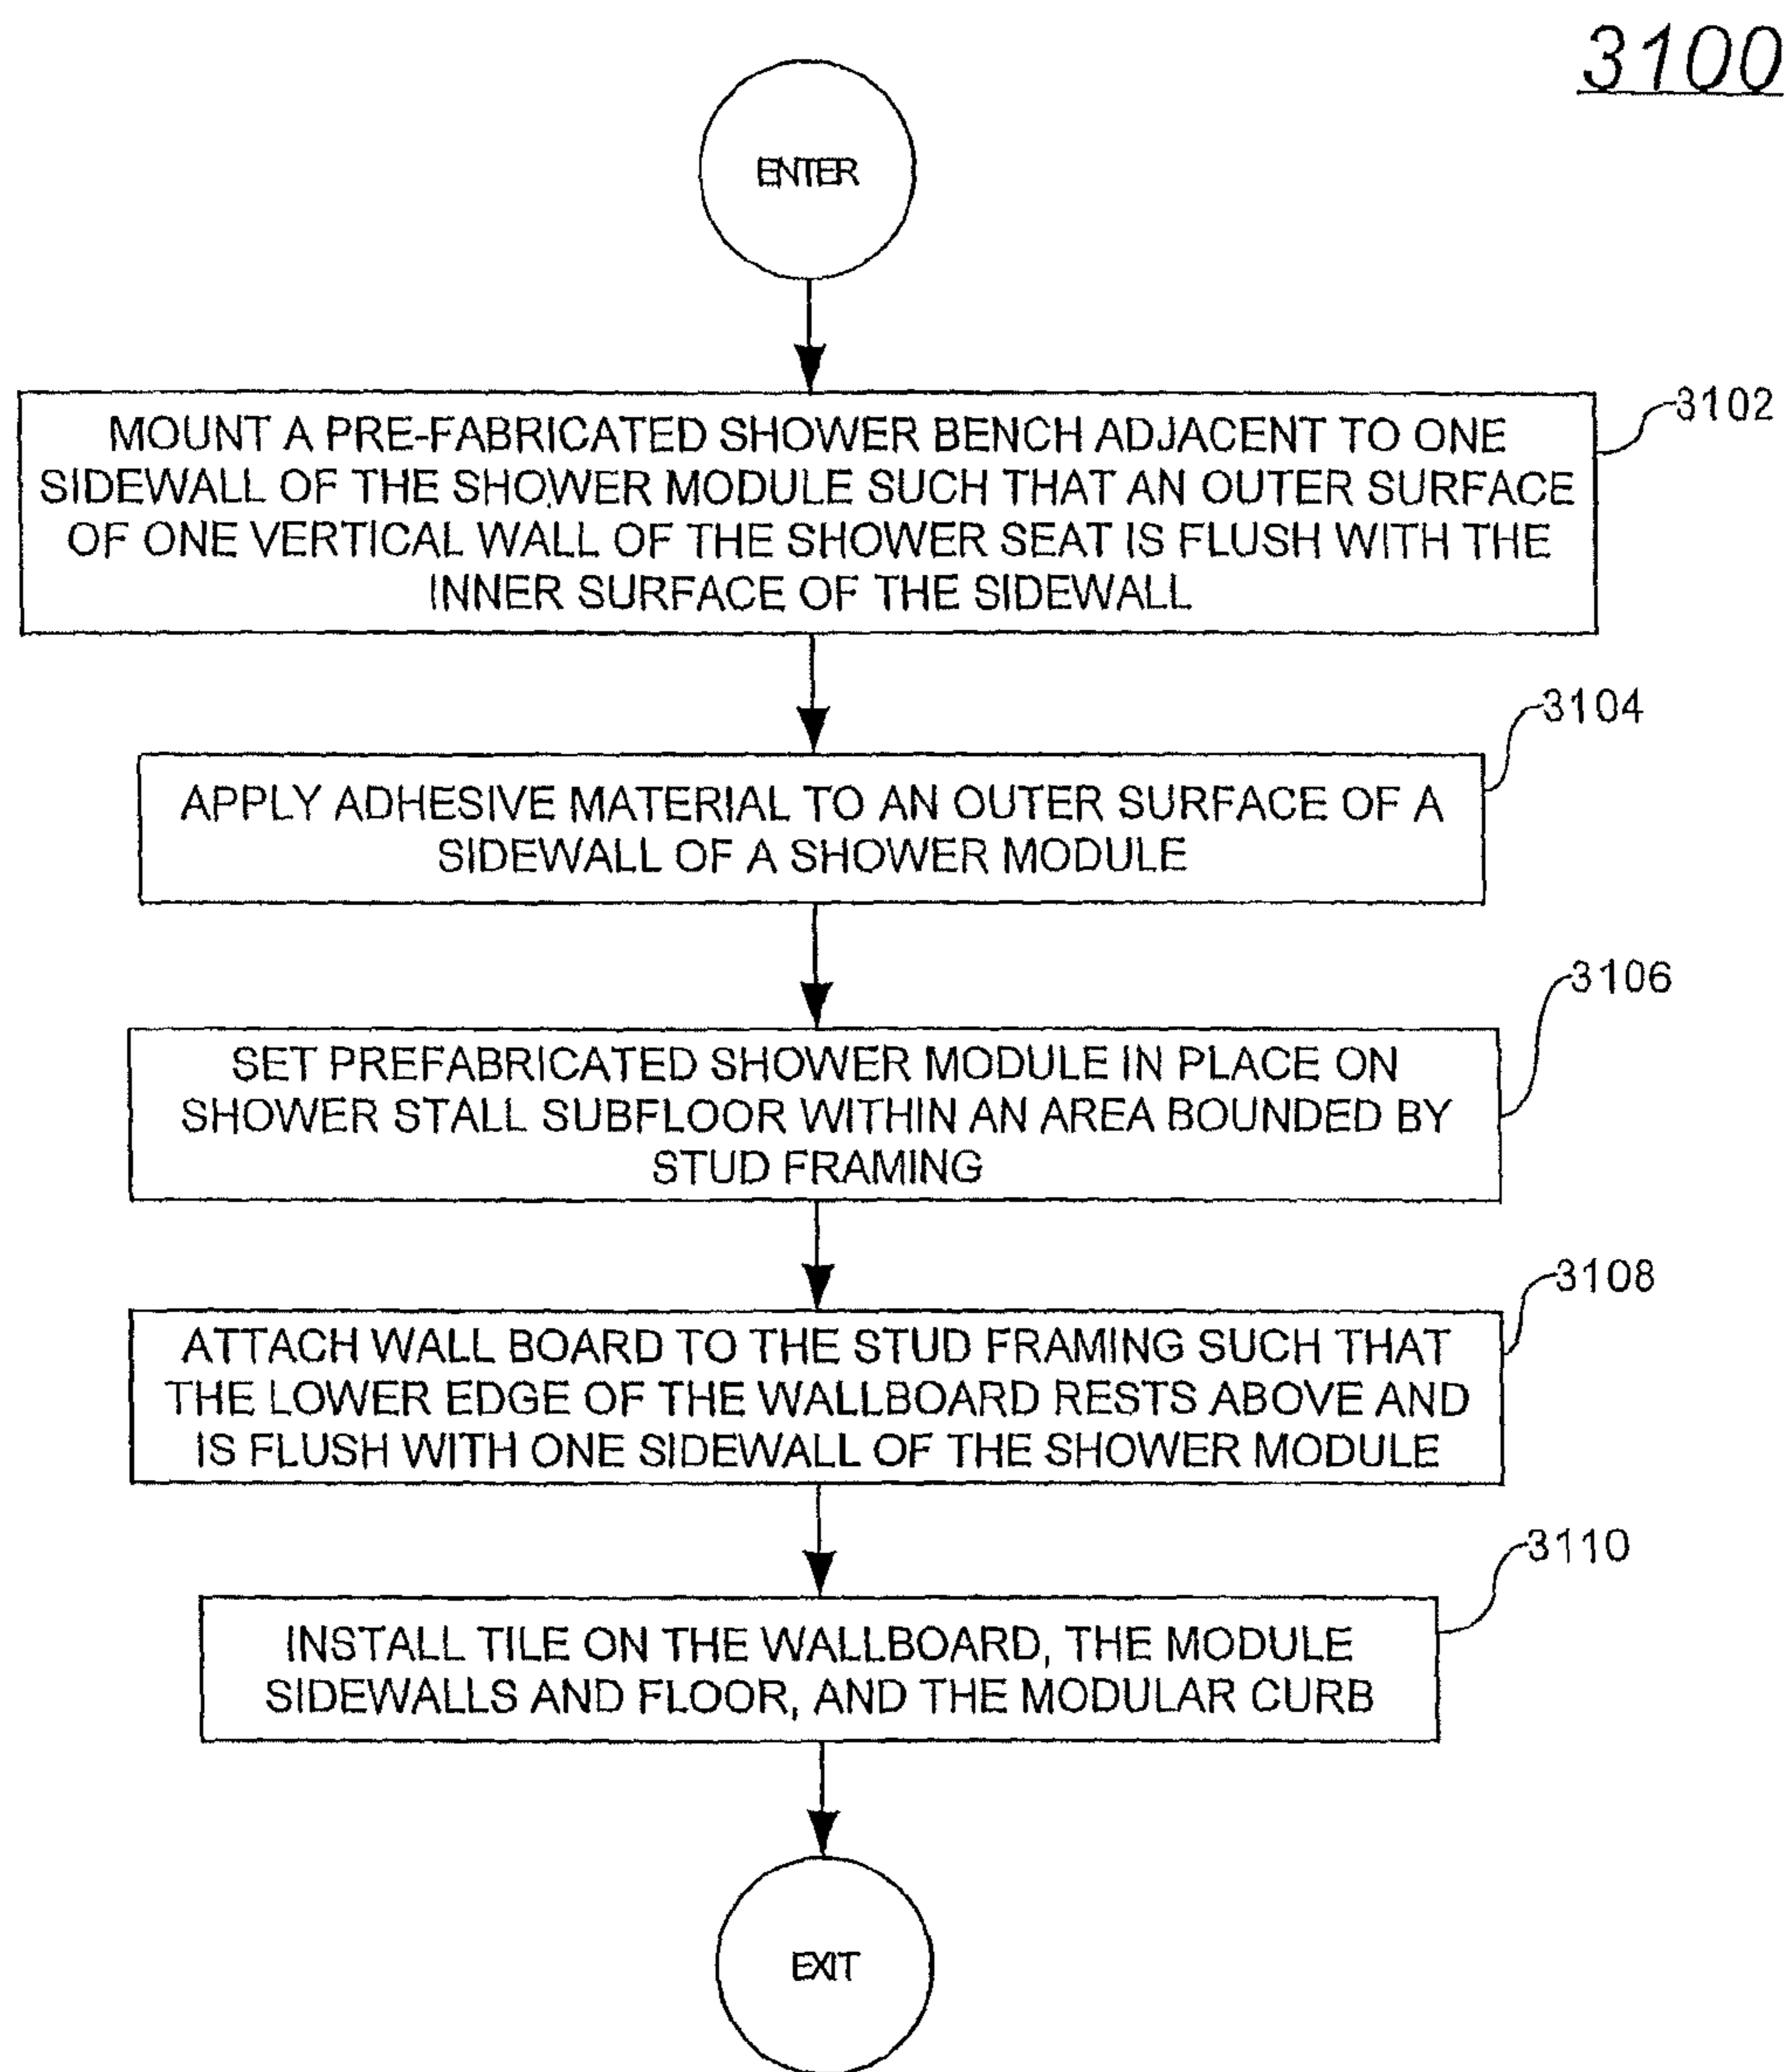 3100
ENTER
MOUNT A PRE-FABRICATED SHOWER BENCH ADJACENT TO ONE
SIDEWALL OF THE SHOWER MODULE SUCH THAT AN OUTER SURFACE
OF ONE VERTICAL WALL OF THE SHOWER SEAT IS FLUSH WITH THE
INNER SURFACE OF THE SIDEWALL
3102
3104
APPLY ADHESIVE MATERIAL TO AN OUTER SURFACE OF A
SIDEWALL OF A SHOWER MODULE
3106
SET PREFABRICATED SHOWER MODULE IN PLACE ON
SHOWER STALL SUBFLOOR WITHIN AN AREA BOUNDED BY
STUD FRAMING
3108
ATTACH WALL BOARD TO THE STUD FRAMING SUCH THAT
THE LOWER EDGE OF THE WALLBOARD RESTS ABOVE AND
IS FLUSH WITH ONE SIDEWALL OF THE SHOWER MODULE
3110
INSTALL TILE ON THE WALLBOARD, THE MODULE
SIDEWALLS AND FLOOR, AND THE MODULAR CURB
EXIT